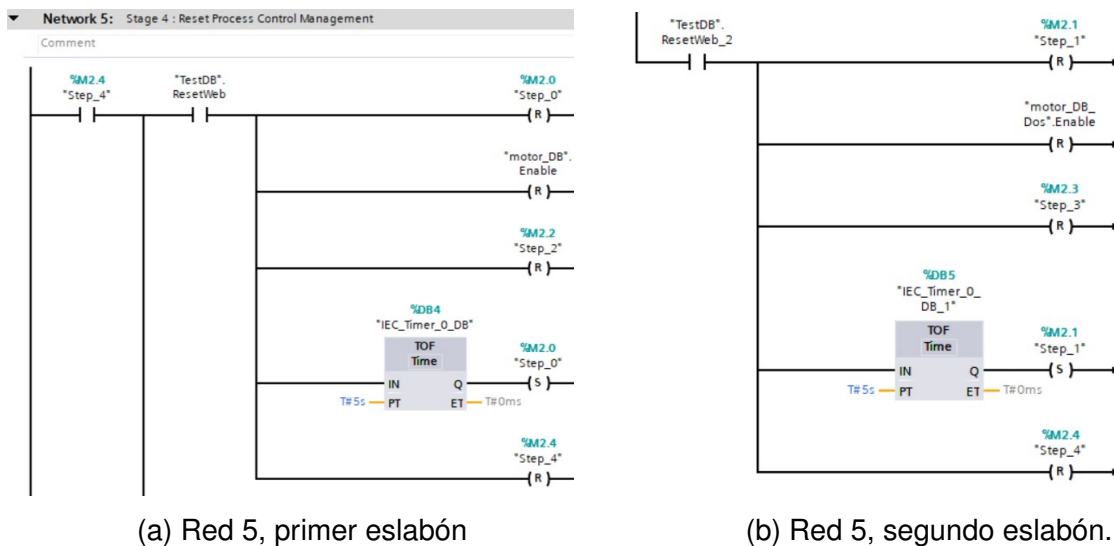 Network 5: Stage 4 : Reset Process Control Management
Comment
%M2.4
"Step_4"
"TestDB".
ResetWeb
%M2.0
"Step_0"
( R )
"motor_DB".
Enable
( R )
%M2.2
"Step_2"
( R )
%DB4
"IEC_Timer_0_DB"
TOF
Time
IN
Q
T#5s
PT
ET
T#0ms
%M2.0
"Step_0"
( S )
%M2.4
"Step_4"
( R )
(a) Red 5, primer eslabón
"TestDB".
ResetWeb_2
%M2.1
"Step_1"
( R )
"motor_DB_
Dos".Enable
( R )
%M2.3
"Step_3"
( R )
%DB5
"IEC_Timer_0_
DB_1"
TOF
Time
IN
Q
T#5s
PT
ET
T#0ms
%M2.1
"Step_1"
( S )
%M2.4
"Step_4"
( R )
(b) Red 5, segundo eslabón.